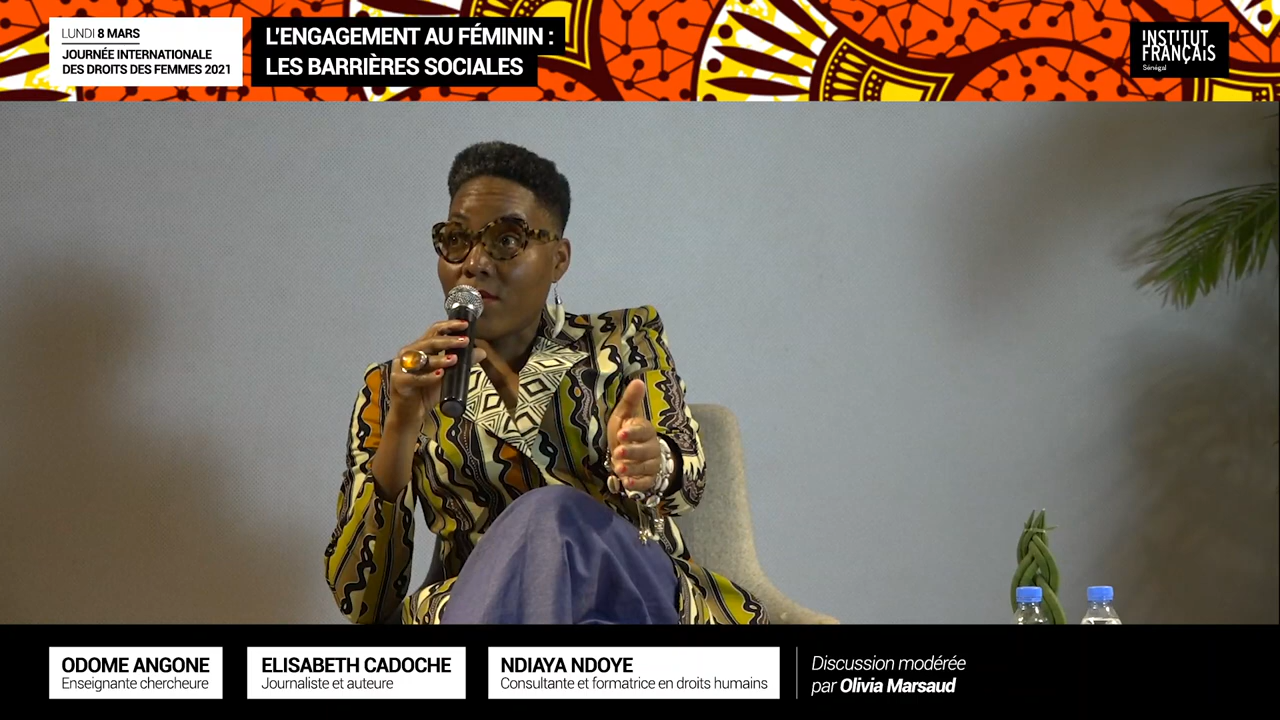 LUNDI 8 MARS
JOURNÉE INTERNATIONALE
DES DROITS DES FEMMES 2021
L'ENGAGEMENT AU FÉMININ :
LES BARRIÈRES SOCIALES
INSTITUT
FRANÇAIS
Sénégal
ODOME ANGONE
Enseignante chercheure
ELISABETH CADOCHE
Journaliste et auteure
NDIAYA NDOYE
Consultante et formatrice en droits humains
Discussion modérée
par Olivia Marsaud